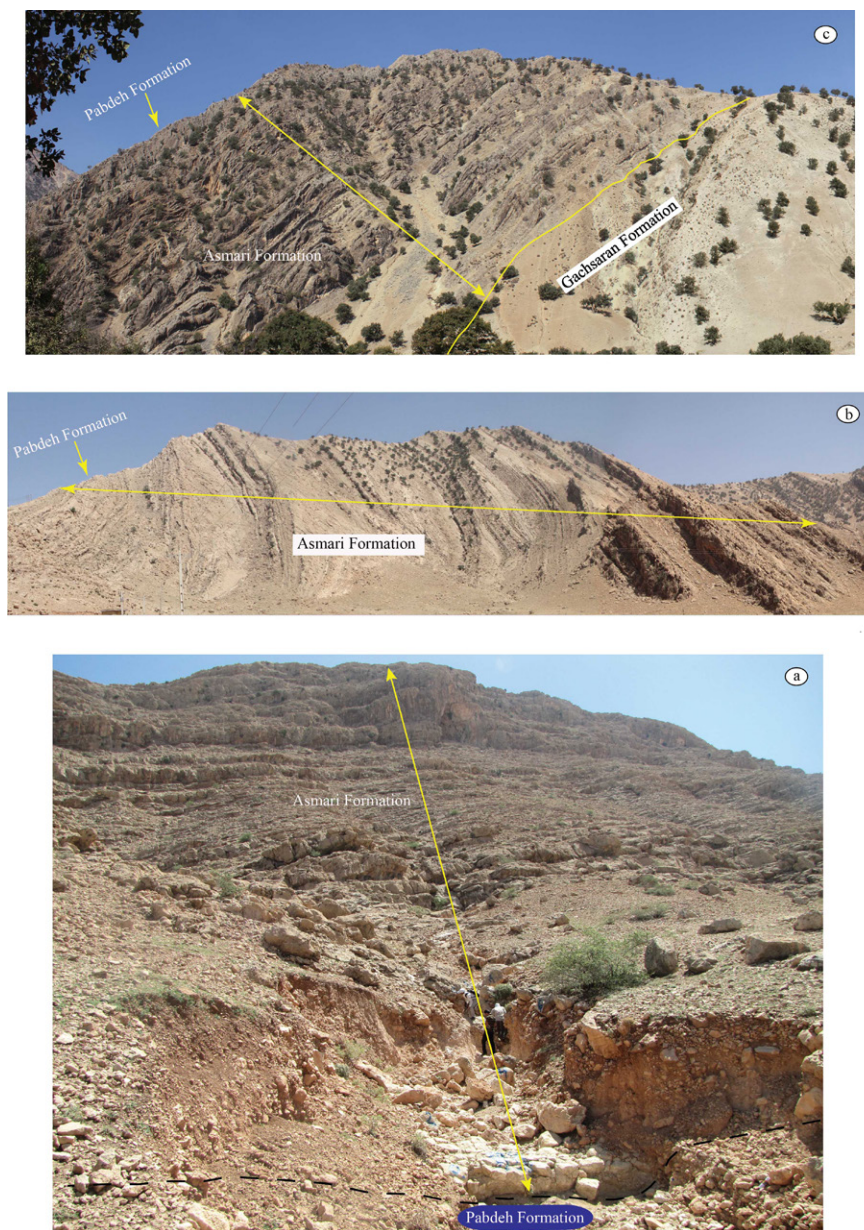 c
Pabdeh Formation
Asmari Formation
Gachsaran Formation
b
Pabdeh Formation
Asmari Formation
a
Asmari Formation
Pabdeh Formation